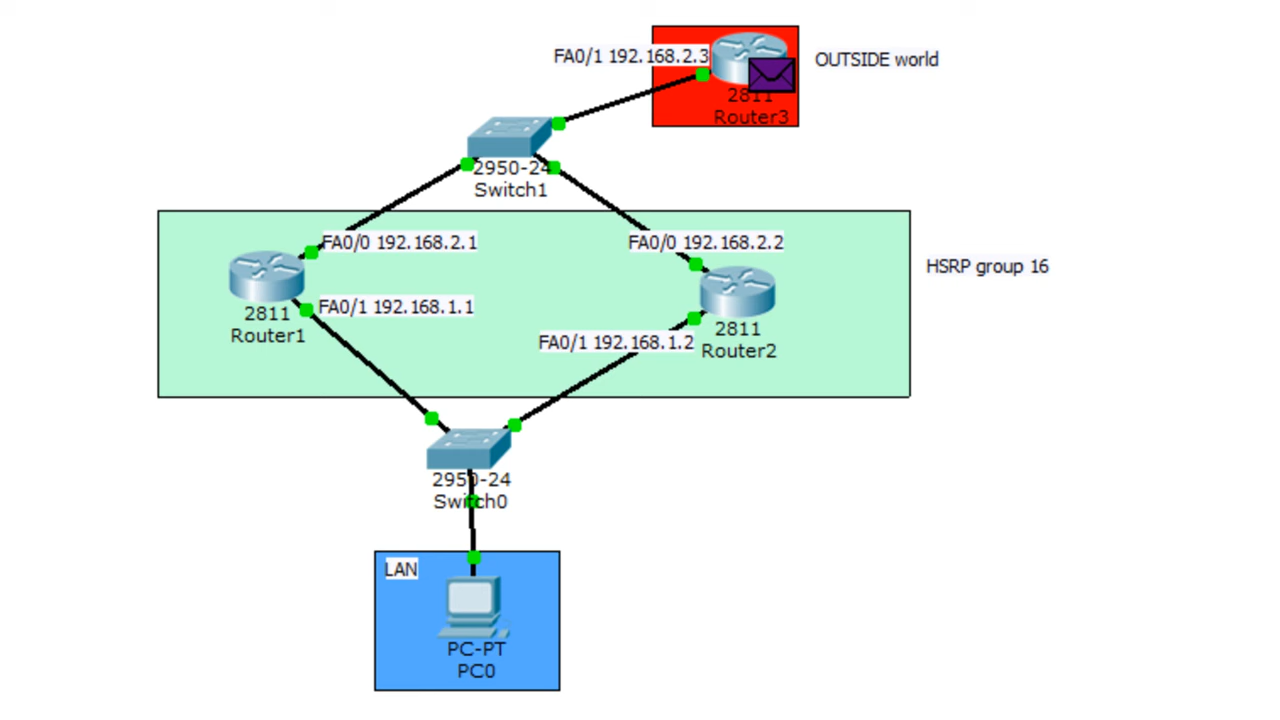 FA0/1 192.168.2.3
OUTSIDE world
2811
Router3
2950-24
Switch1
FA0/0 192.168.2.1
FA0/0 192.168.2.2
HSRP group 16
FA0/1 192.168.1.1
2811
Router1
FA0/1 192.168.1.2
2811
Router2
2950-24
Switch0
LAN
PC-PT
PC0